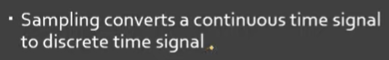 • Sampling converts a continuous time signal
to discrete time signal .